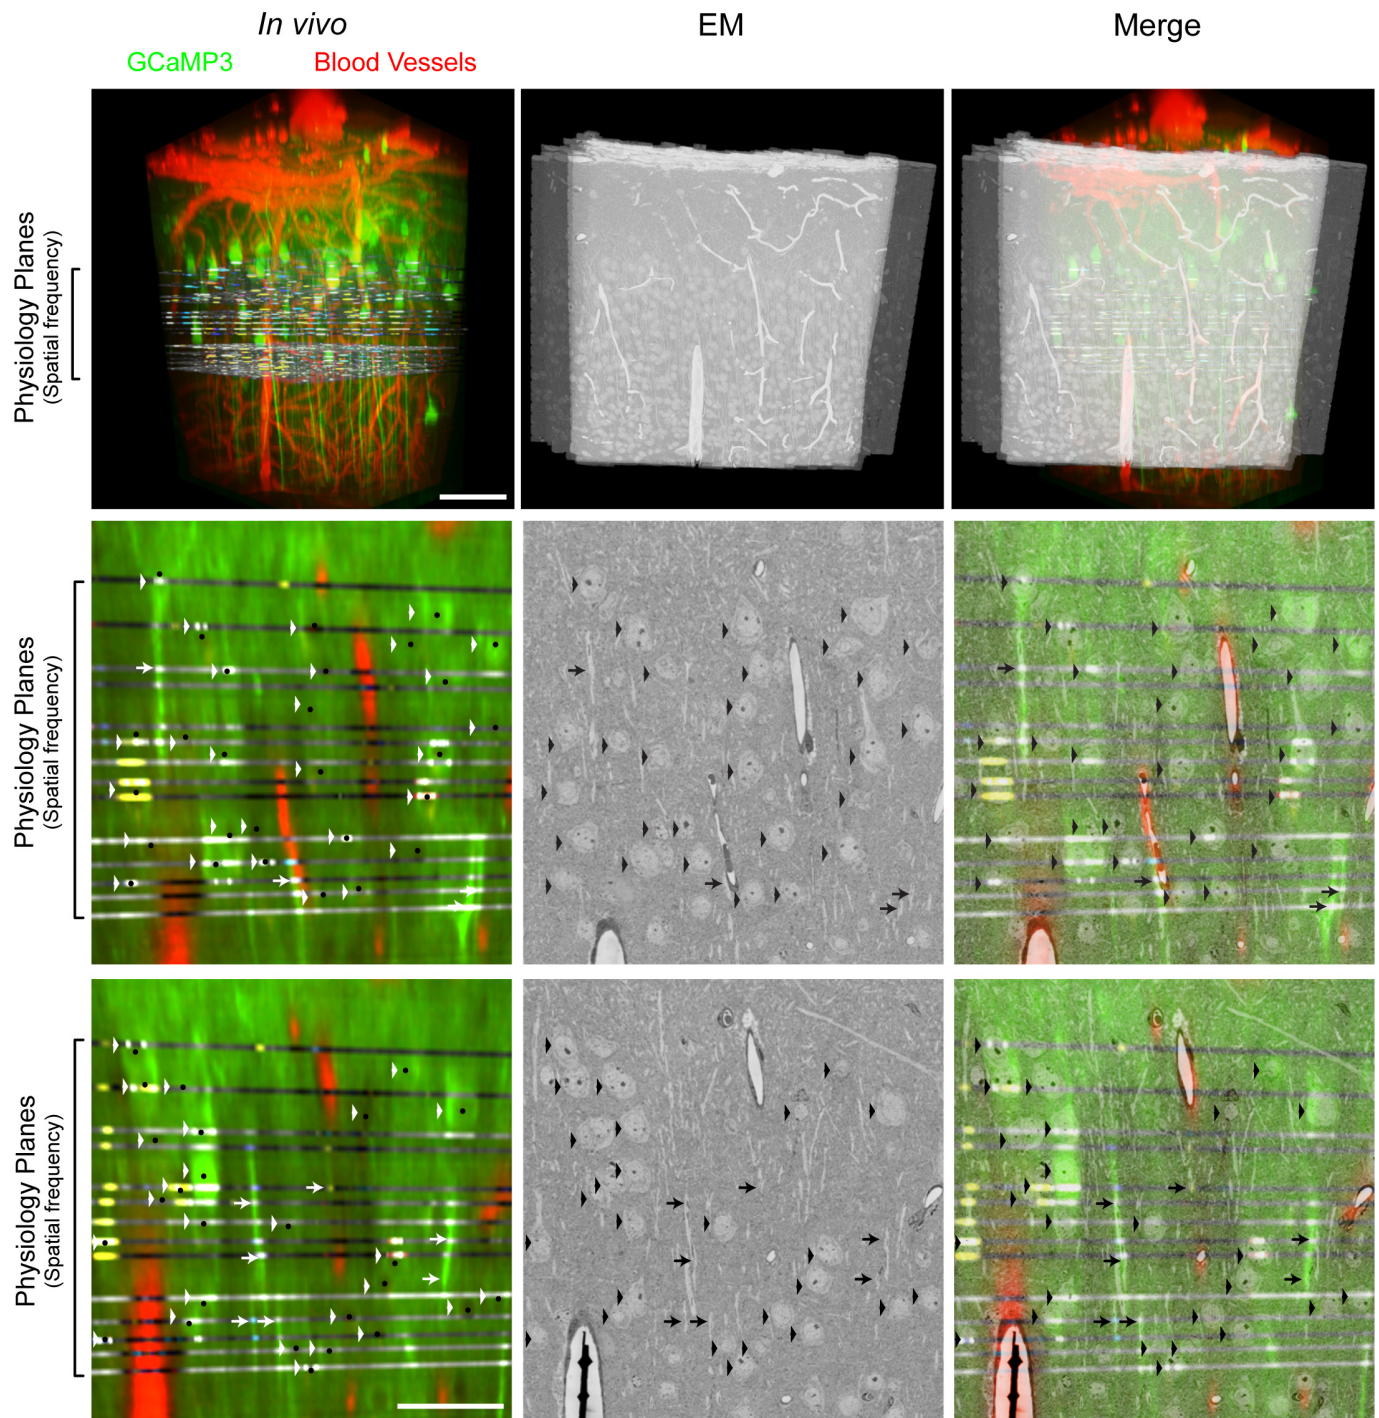 In vivo
EM
Merge
GCaMP3
Blood Vessels
Physiology Planes
(Spatial frequency)
Physiology Planes
(Spatial frequency)
Physiology Planes
(Spatial frequency)